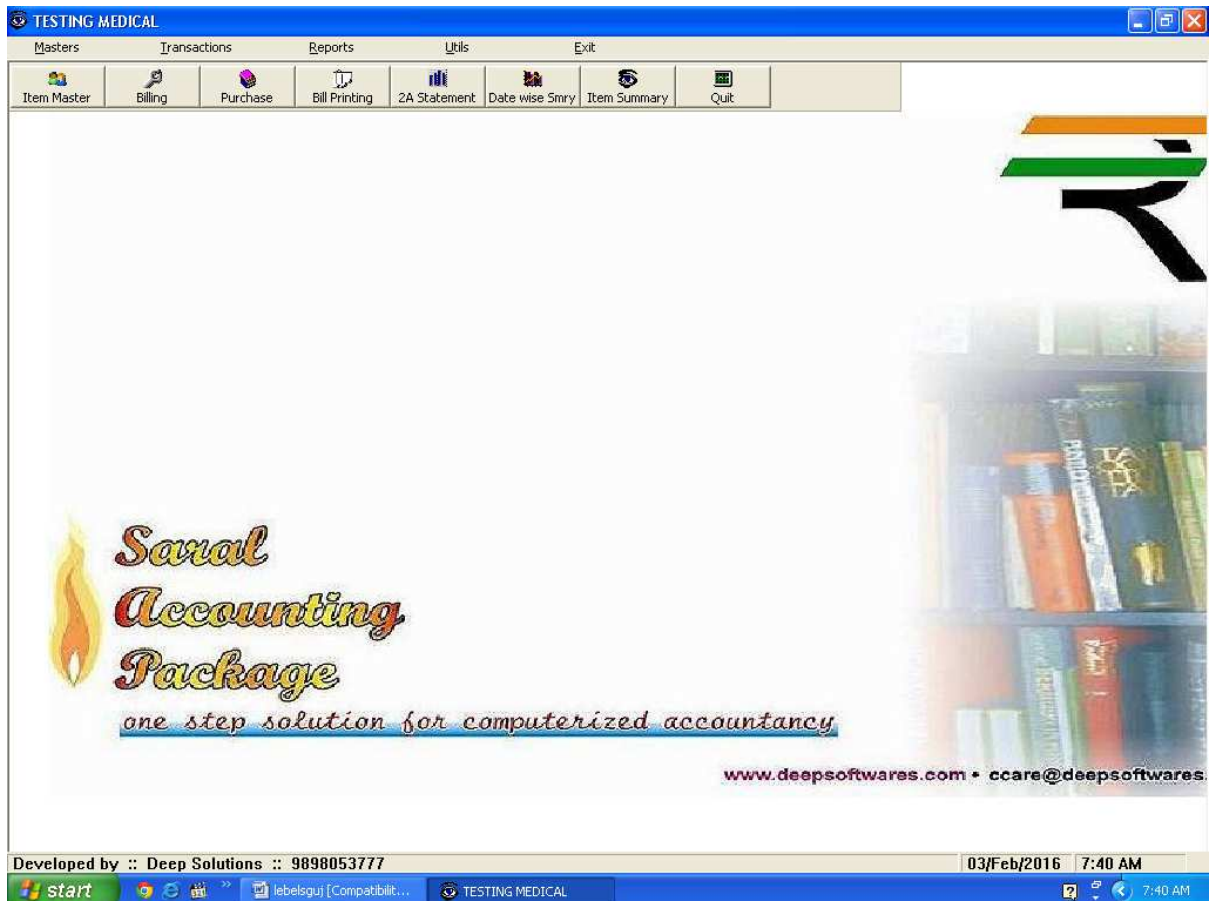 TESTING MEDICAL
Masters Transactions Reports Utils Exit
Item Master Billing Purchase Bill Printing 2A Statement Date wise Smry Item Summary Quit
Saral
Accounting
Package
one step solution for computerized accountancy
www.deepsoftwares.com • ccare@deepsoftwares.
Developed by :: Deep Solutions :: 9898053777 03/Feb/2016 7:40 AM
start lebelsguj [Compatibilit... TESTING MEDICAL 7:40 AM